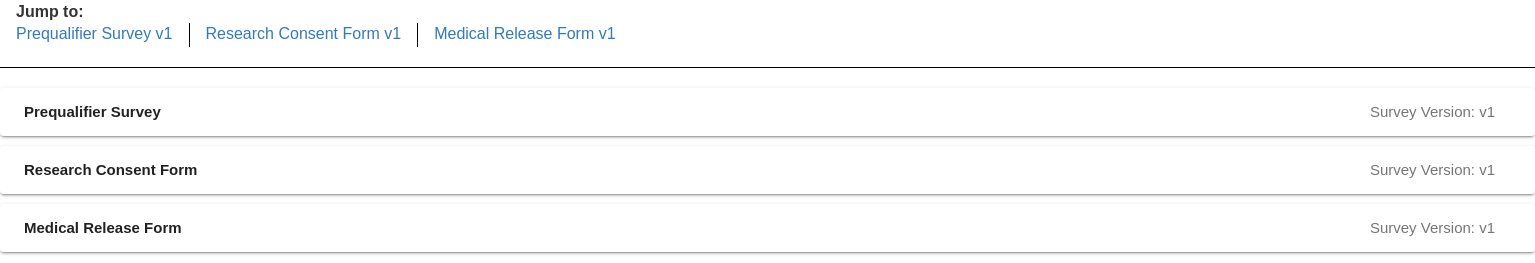 Jump to:
Prequalifier Survey v1 Research Consent Form v1 Medical Release Form v1
Prequalifier Survey Survey Version: v1
Research Consent Form Survey Version: v1
Medical Release Form Survey Version: v1